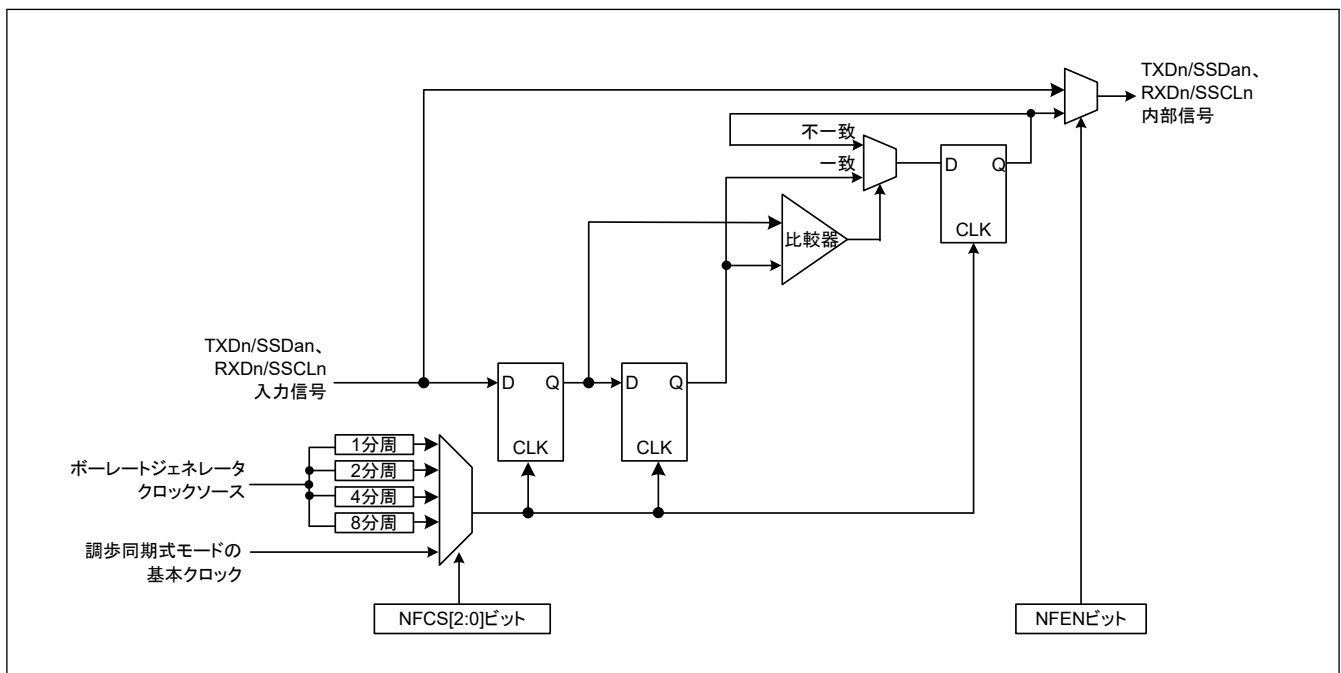 TXDn/SSDan、
RXDn/SSCLn
内部信号
不一致
一致
D
Q
CLK
比較器
TXDn/SSDan、
RXDn/SSCLn
入力信号
D
Q
CLK
D
Q
CLK
ボーレートジェネレータ
クロックソース
1分周
2分周
4分周
8分周
調歩同期式モードの
基本クロック
NFCS[2:0]ビット
NFENビット